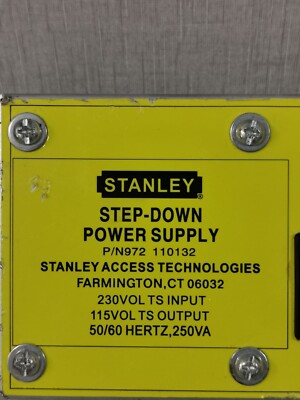 STANLEY®
STEP-DOWN
POWER SUPPLY
P/N972 110132
STANLEY ACCESS TECHNOLOGIES
FARMINGTON,CT 06032
230VOL TS INPUT
115VOL TS OUTPUT
50/60 HERTZ,250VA